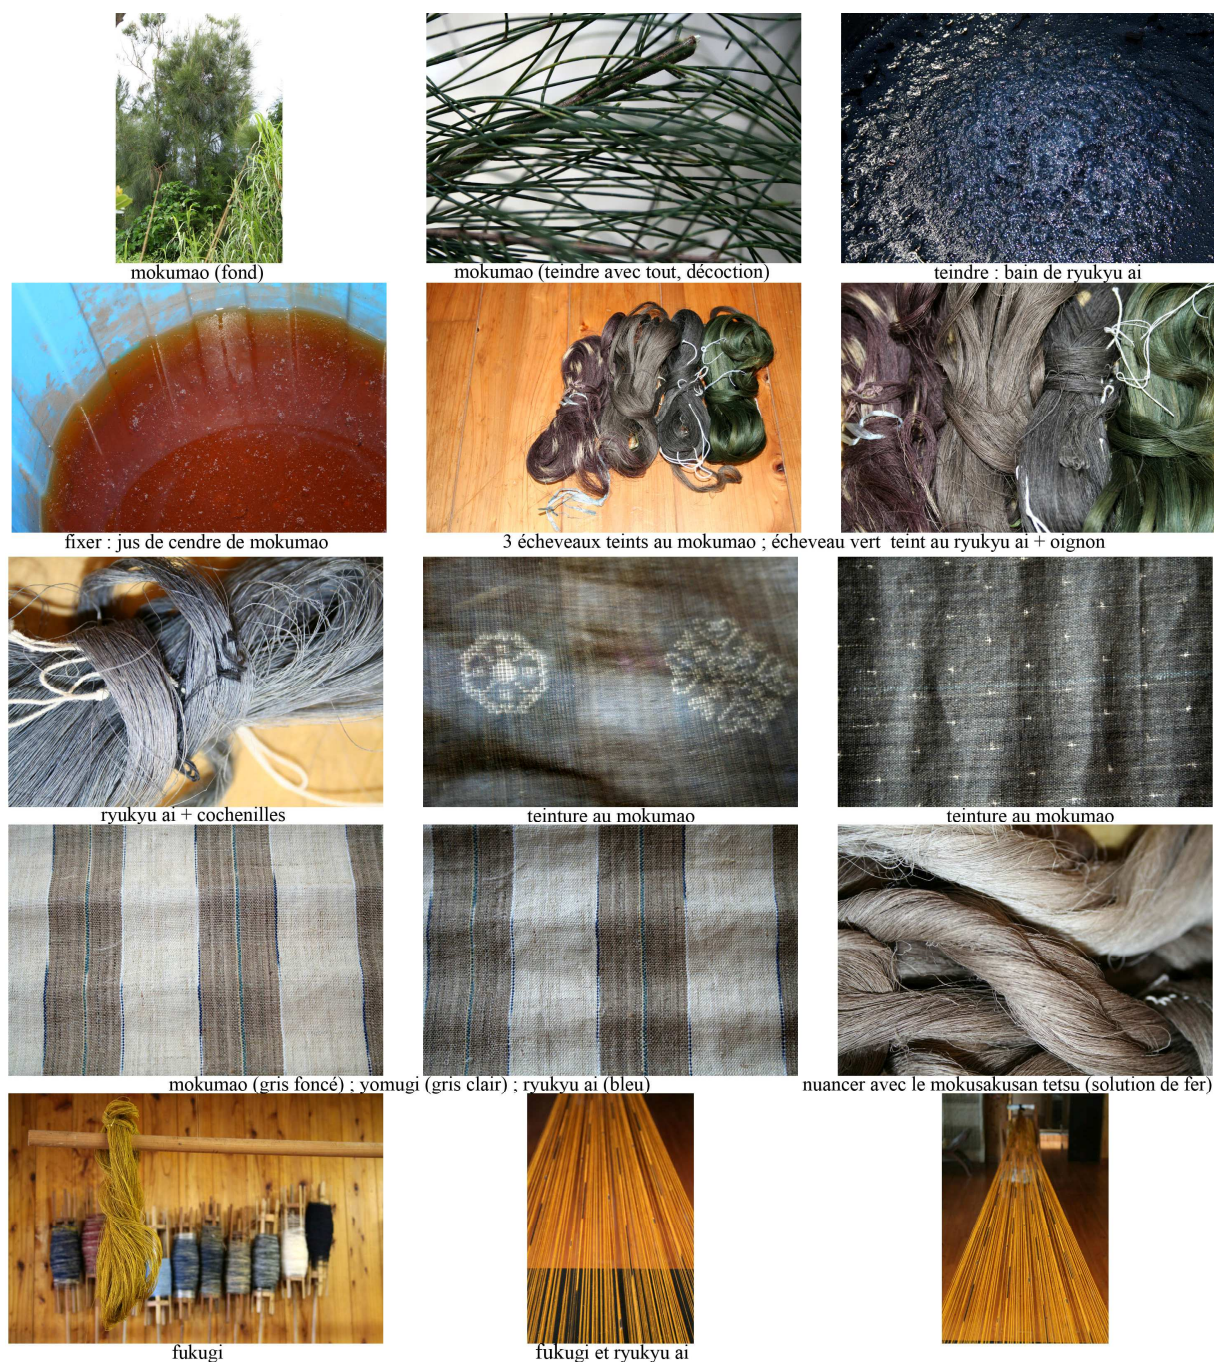 mokumao (fond)
mokumao (teindre avec tout, décoction)
teindre : bain de ryukyu ai
fixer : jus de cendre de mokumao
3 écheveaux teints au mokumao ; écheveau vert teint au ryukyu ai + oignon
ryukyu ai + cochenilles
teinture au mokumao
teinture au mokumao
mokumao (gris foncé) ; yomugi (gris clair) ; ryukyu ai (bleu)
nuancer avec le mokusakusan tetsu (solution de fer)
fukugi
fukugi et ryukyu ai